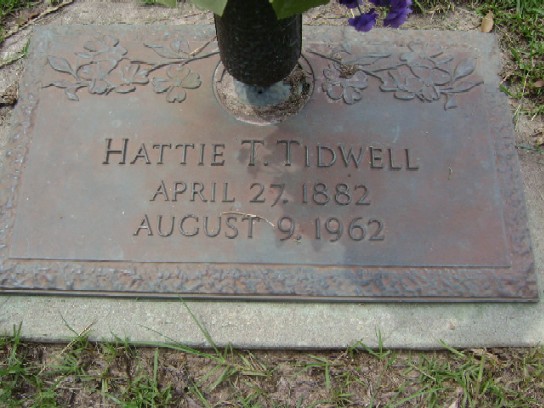 HATTIE T. TIDWELL
APRIL 27, 1882
AUGUST 9, 1962